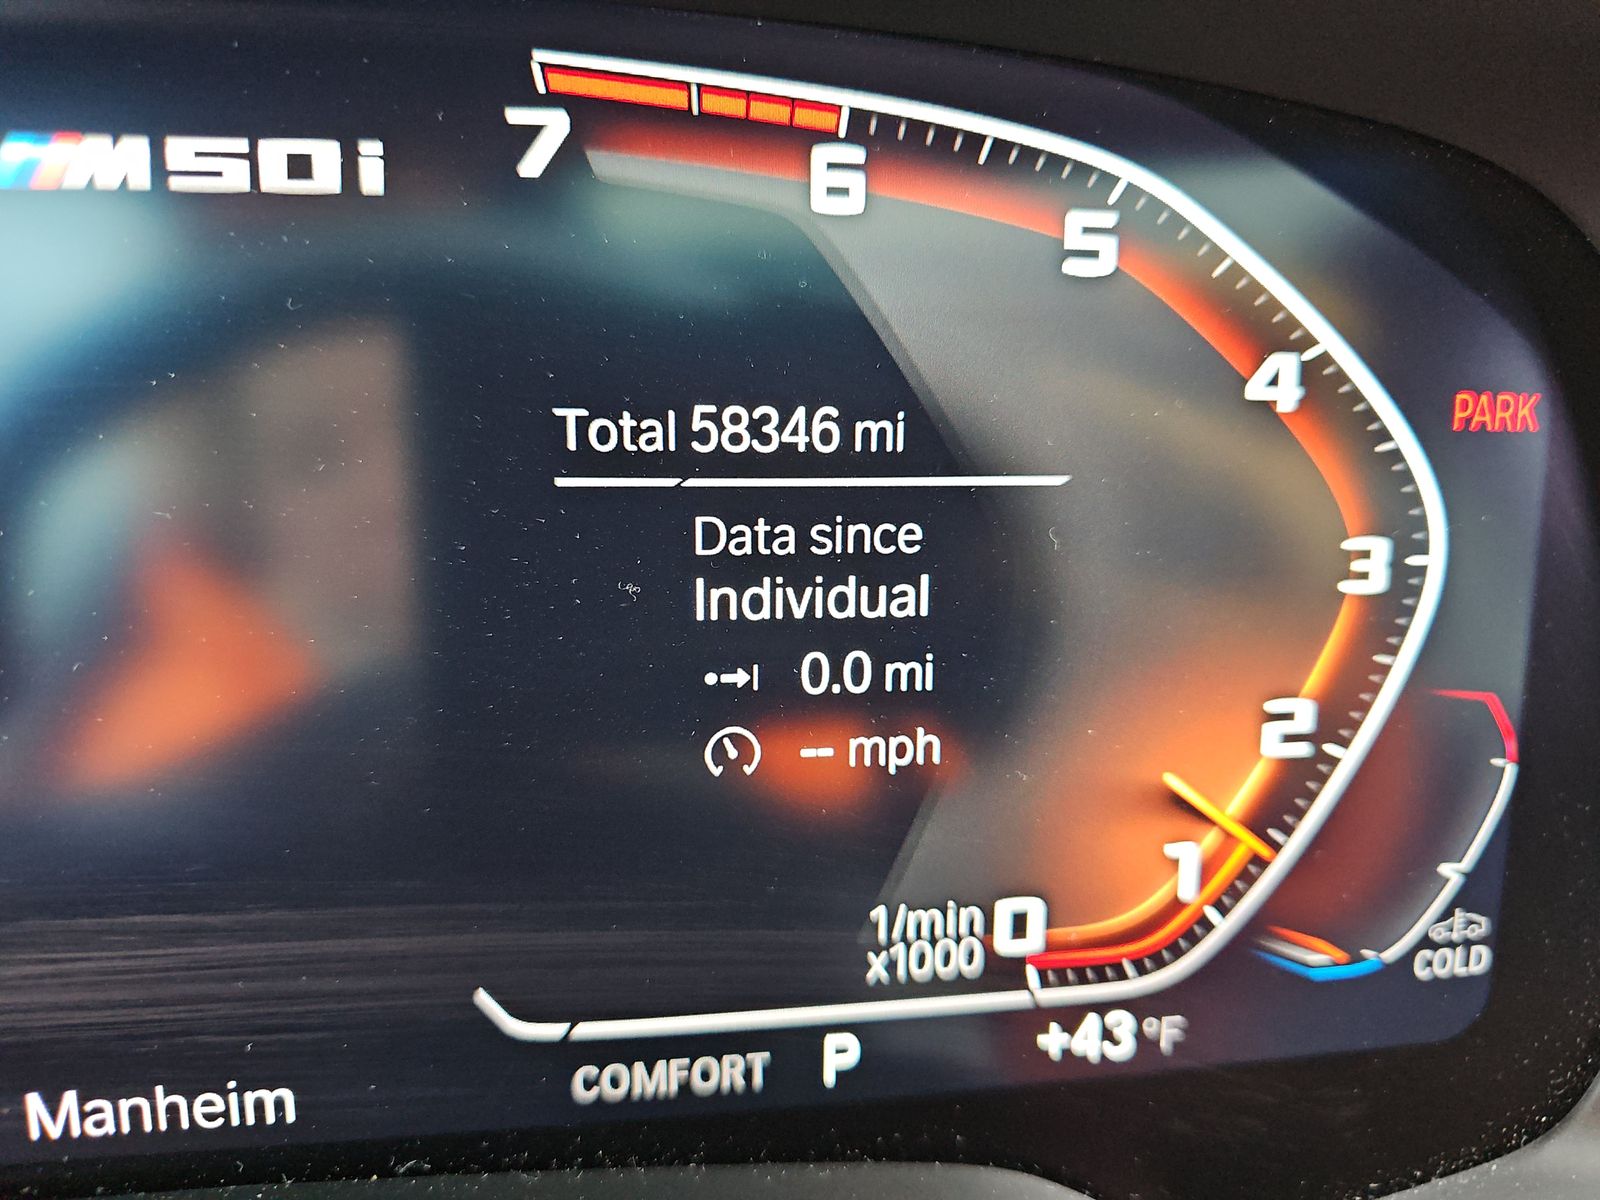 M50i
7
6
5
4
PARK
Total 58346 mi
Data since
Individual
3
0.0 mi
2
-- mph
1
1/min
x1000
0
COLD
+43 °F
COMFORT P
Manheim